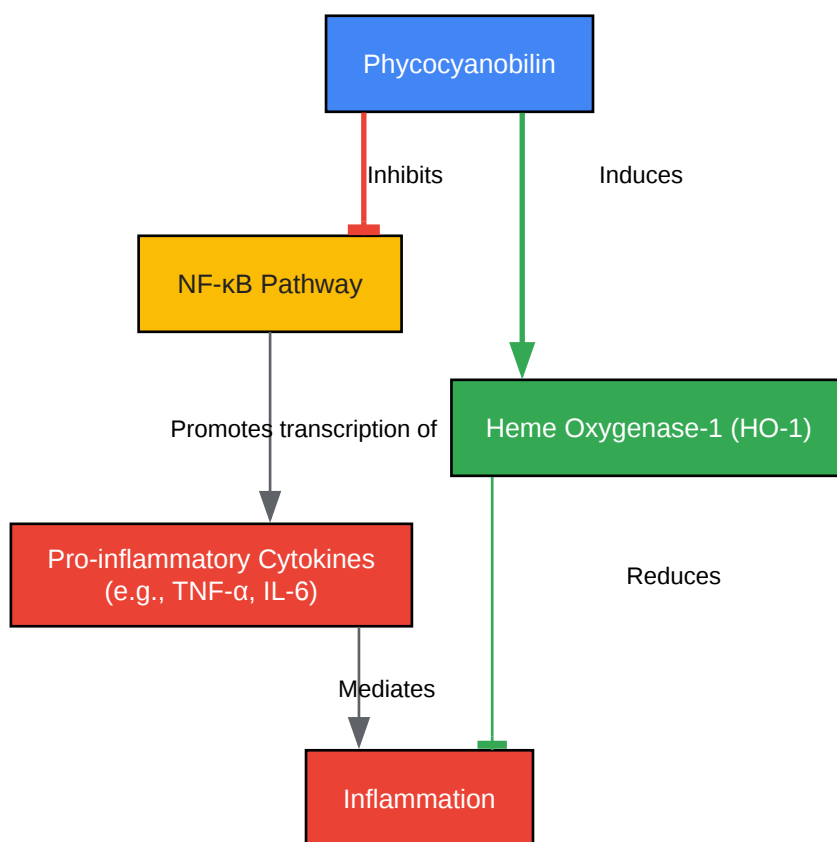 Phycocyanobilin
Inhibits
Induces
NF-κB Pathway
Promotes transcription of
Heme Oxygenase-1 (HO-1)
Pro-inflammatory Cytokines
(e.g., TNF-α, IL-6)
Reduces
Mediates
Inflammation